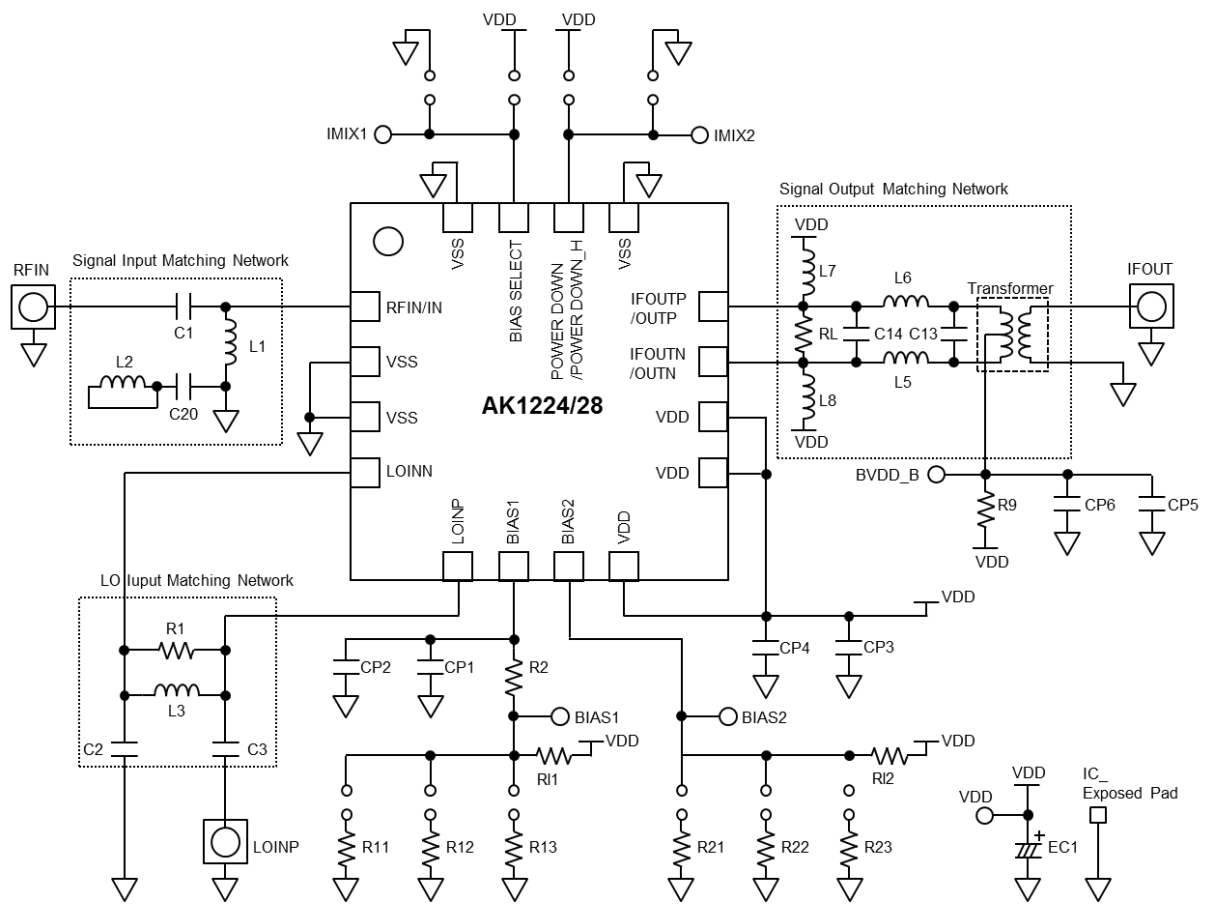 VDD
VDD
IMIX1
IMIX2
Signal Output Matching Network
VDD
L7
L6
IFOUT
Transformer
RFIN
Signal Input Matching Network
C1
L1
L2
C20
RL
C14
C13
L5
L8
VDD
VSS
BIAS SELECT
POWER DOWN
/POWER DOWN_H
VSS
RFIN/IN
IFOUTP
/OUTP
VSS
IFOUTN
/OUTN
AK1224/28
VSS
VDD
LOINN
VDD
LOINP
BIAS1
BIAS2
VDD
BVDD_B
R9
CP6
CP5
VDD
LO Iuput Matching Network
R1
L3
C2
C3
LOINP
VDD
CP4
CP3
CP2
CP1
R2
BIAS1
BIAS2
VDD
RI1
VDD
RI2
R11
R12
R13
R21
R22
R23
VDD
VDD
EC1
IC_
Exposed Pad